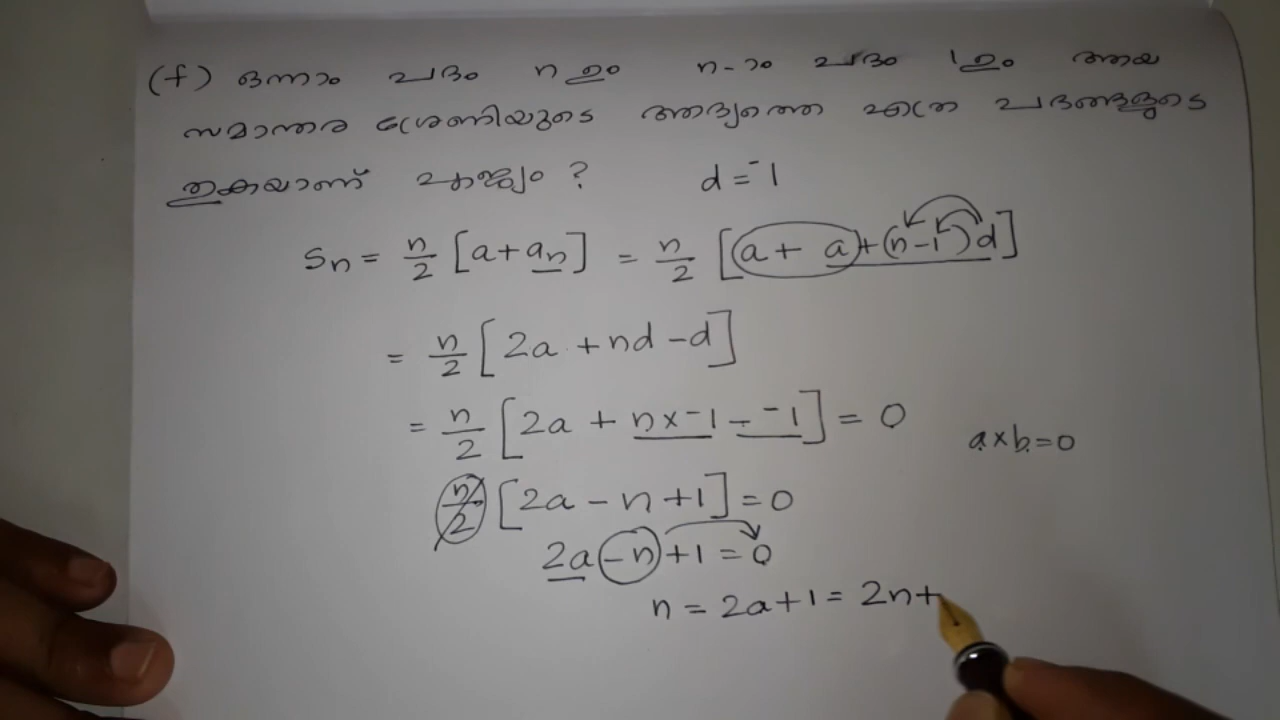 (f) ഒന്നാം പദം n ഉം n-ാം പദം 1 ഉം ആയ
സമാന്തര ശ്രേണിയുടെ ആദ്യത്തെ എത്ര പദങ്ങളുടെ
തുകയാണ് പൂജ്യം ? d = -1
Sn = n/2 [a + an] = n/2 [a + a + (n-1)d]
= n/2 [2a + nd - d]
= n/2 [2a + n×-1 - -1] = 0
a×b=0
n/2 [2a - n + 1] = 0
2a - n + 1 = 0
n = 2a+1 = 2n+